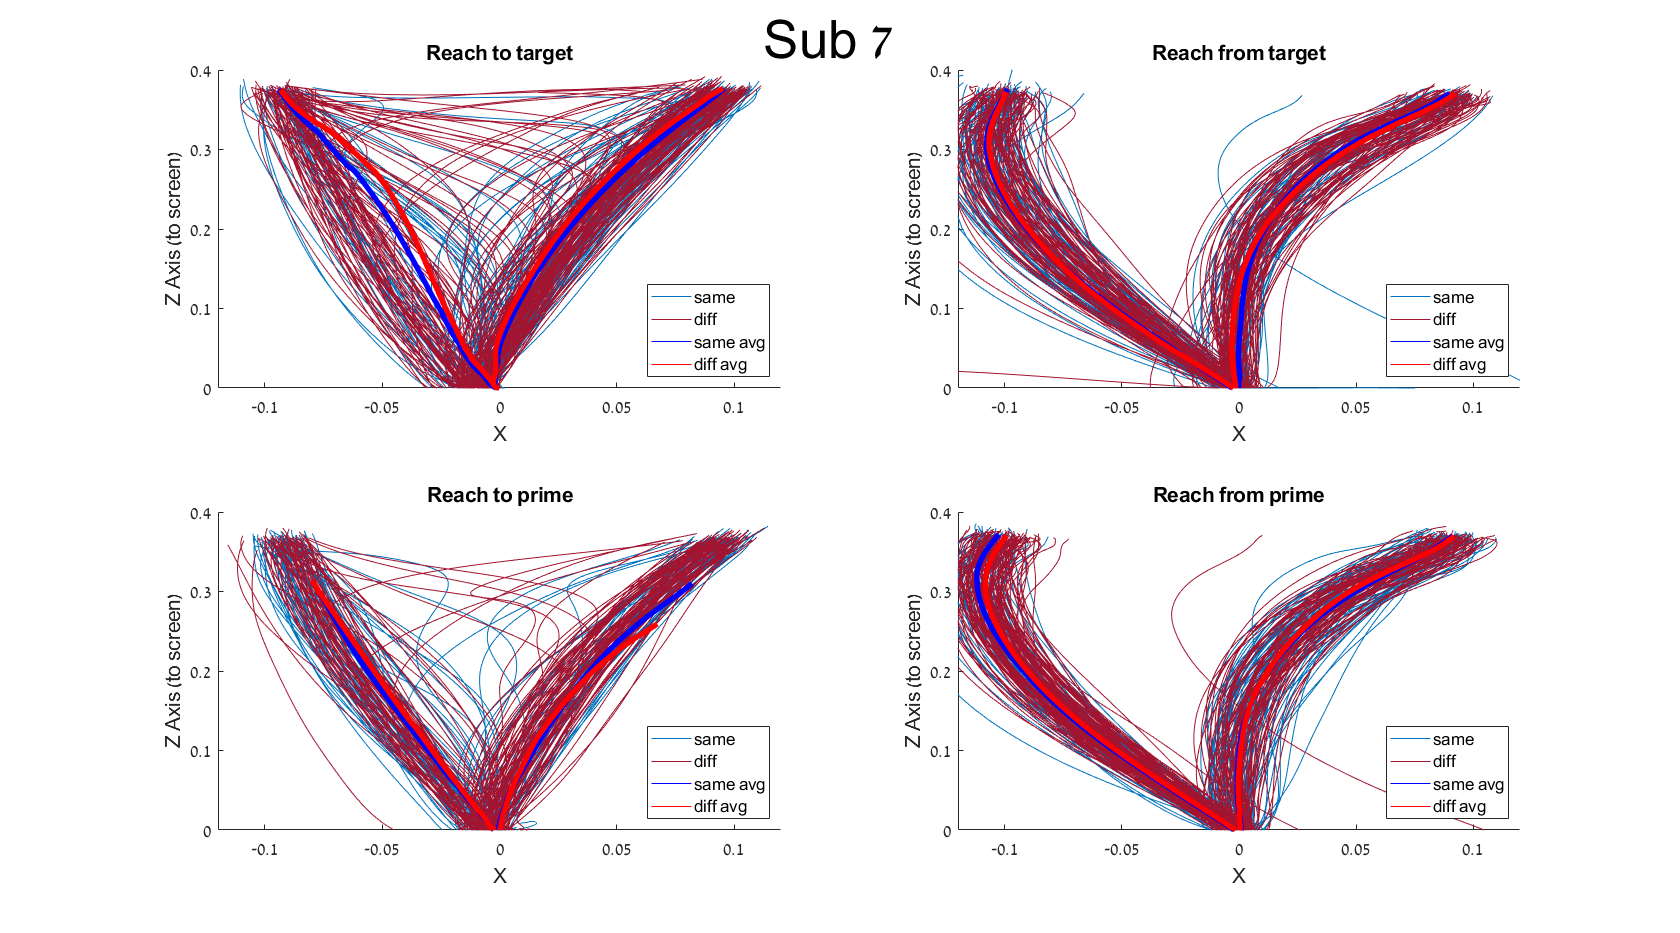 Sub 7
Reach to target
0.4
0.3
0.2
0.1
0
Z Axis (to screen)
-0.1 -0.05 0 0.05 0.1
X
same
diff
same avg
diff avg
Reach from target
0.4
0.3
0.2
0.1
0
Z Axis (to screen)
-0.1 -0.05 0 0.05 0.1
X
same
diff
same avg
diff avg
Reach to prime
0.4
0.3
0.2
0.1
0
Z Axis (to screen)
-0.1 -0.05 0 0.05 0.1
X
same
diff
same avg
diff avg
Reach from prime
0.4
0.3
0.2
0.1
0
Z Axis (to screen)
-0.1 -0.05 0 0.05 0.1
X
same
diff
same avg
diff avg